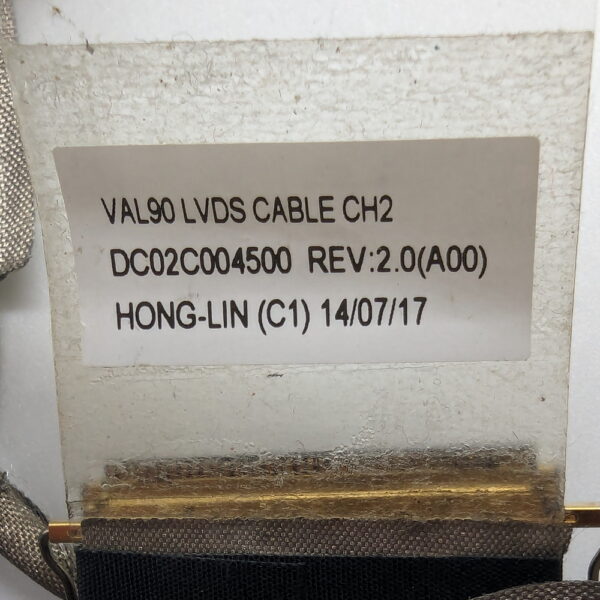 VAL90 LVDS CABLE CH2
DC02C004500 REV:2.0(A00)
HONG-LIN (C1) 14/07/17